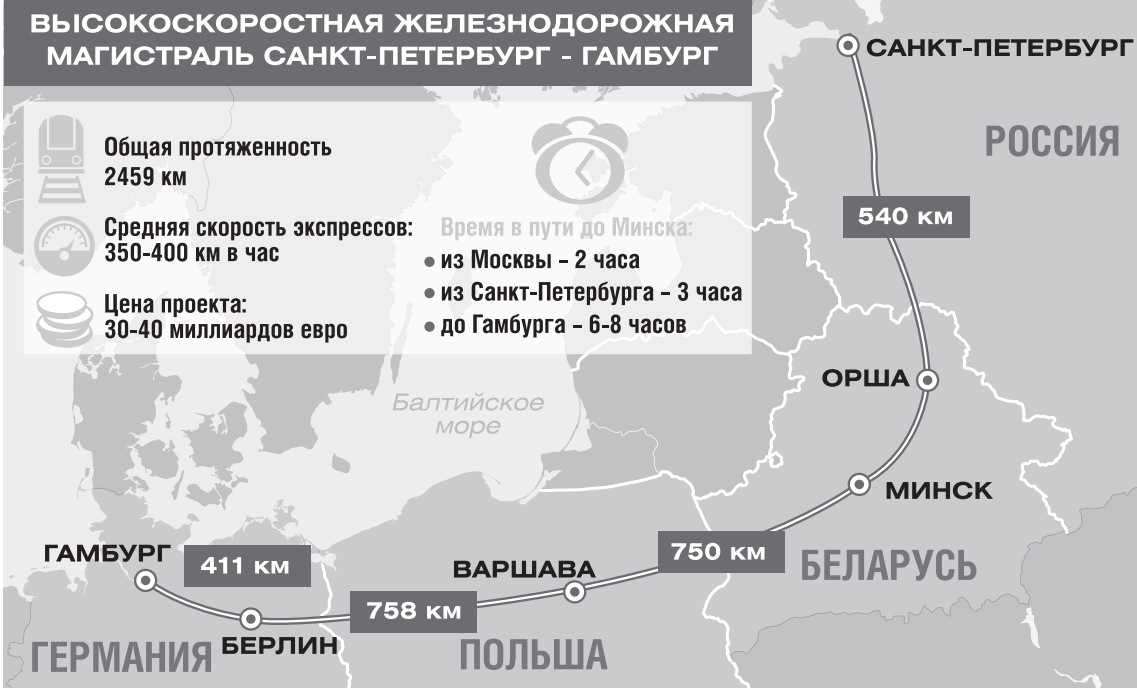 ВЫСОКОСКОРОСТНАЯ ЖЕЛЕЗНОДОРОЖНАЯ
МАГИСТРАЛЬ САНКТ-ПЕТЕРБУРГ - ГАМБУРГ
Общая протяженность
2459 км
Средняя скорость экспрессов:
350-400 км в час
Цена проекта:
30-40 миллиардов евро
Время в пути до Минска:
• из Москвы – 2 часа
• из Санкт-Петербурга – 3 часа
• до Гамбурга – 6-8 часов
САНКТ-ПЕТЕРБУРГ
РОССИЯ
540 км
ОРША
Балтийское
море
МИНСК
750 км
БЕЛАРУСЬ
ГАМБУРГ
411 км
ВАРШАВА
758 км
БЕРЛИН
ГЕРМАНИЯ
ПОЛЬША